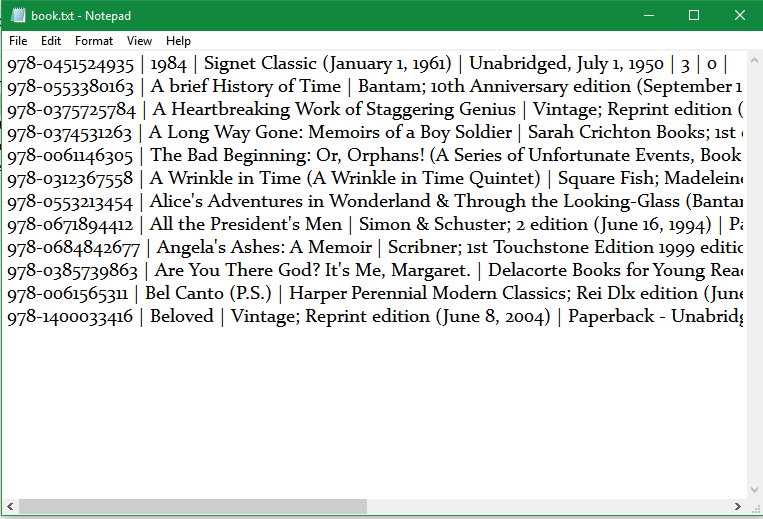 book.txt - Notepad
File Edit Format View Help
978-0451524935 | 1984 | Signet Classic (January 1, 1961) | Unabridged, July 1, 1950 | 3 | 0 |
978-0553380163 | A brief History of Time | Bantam; 10th Anniversary edition (September 1
978-0375725784 | A Heartbreaking Work of Staggering Genius | Vintage; Reprint edition (
978-0374531263 | A Long Way Gone: Memoirs of a Boy Soldier | Sarah Crichton Books; 1st
978-0061146305 | The Bad Beginning: Or, Orphans! (A Series of Unfortunate Events, Book
978-0312367558 | A Wrinkle in Time (A Wrinkle in Time Quintet) | Square Fish; Madeleine
978-0553213454 | Alice's Adventures in Wonderland & Through the Looking-Glass (Bantam
978-0671894412 | All the President's Men | Simon & Schuster; 2 edition (June 16, 1994) | Pa
978-0684842677 | Angela's Ashes: A Memoir | Scribner; 1st Touchstone Edition 1999 editio
978-0385739863 | Are You There God? It's Me, Margaret. | Delacorte Books for Young Rea
978-0061565311 | Bel Canto (P.S.) | Harper Perennial Modern Classics; Rei Dlx edition (June
978-1400033416 | Beloved | Vintage; Reprint edition (June 8, 2004) | Paperback - Unabridg